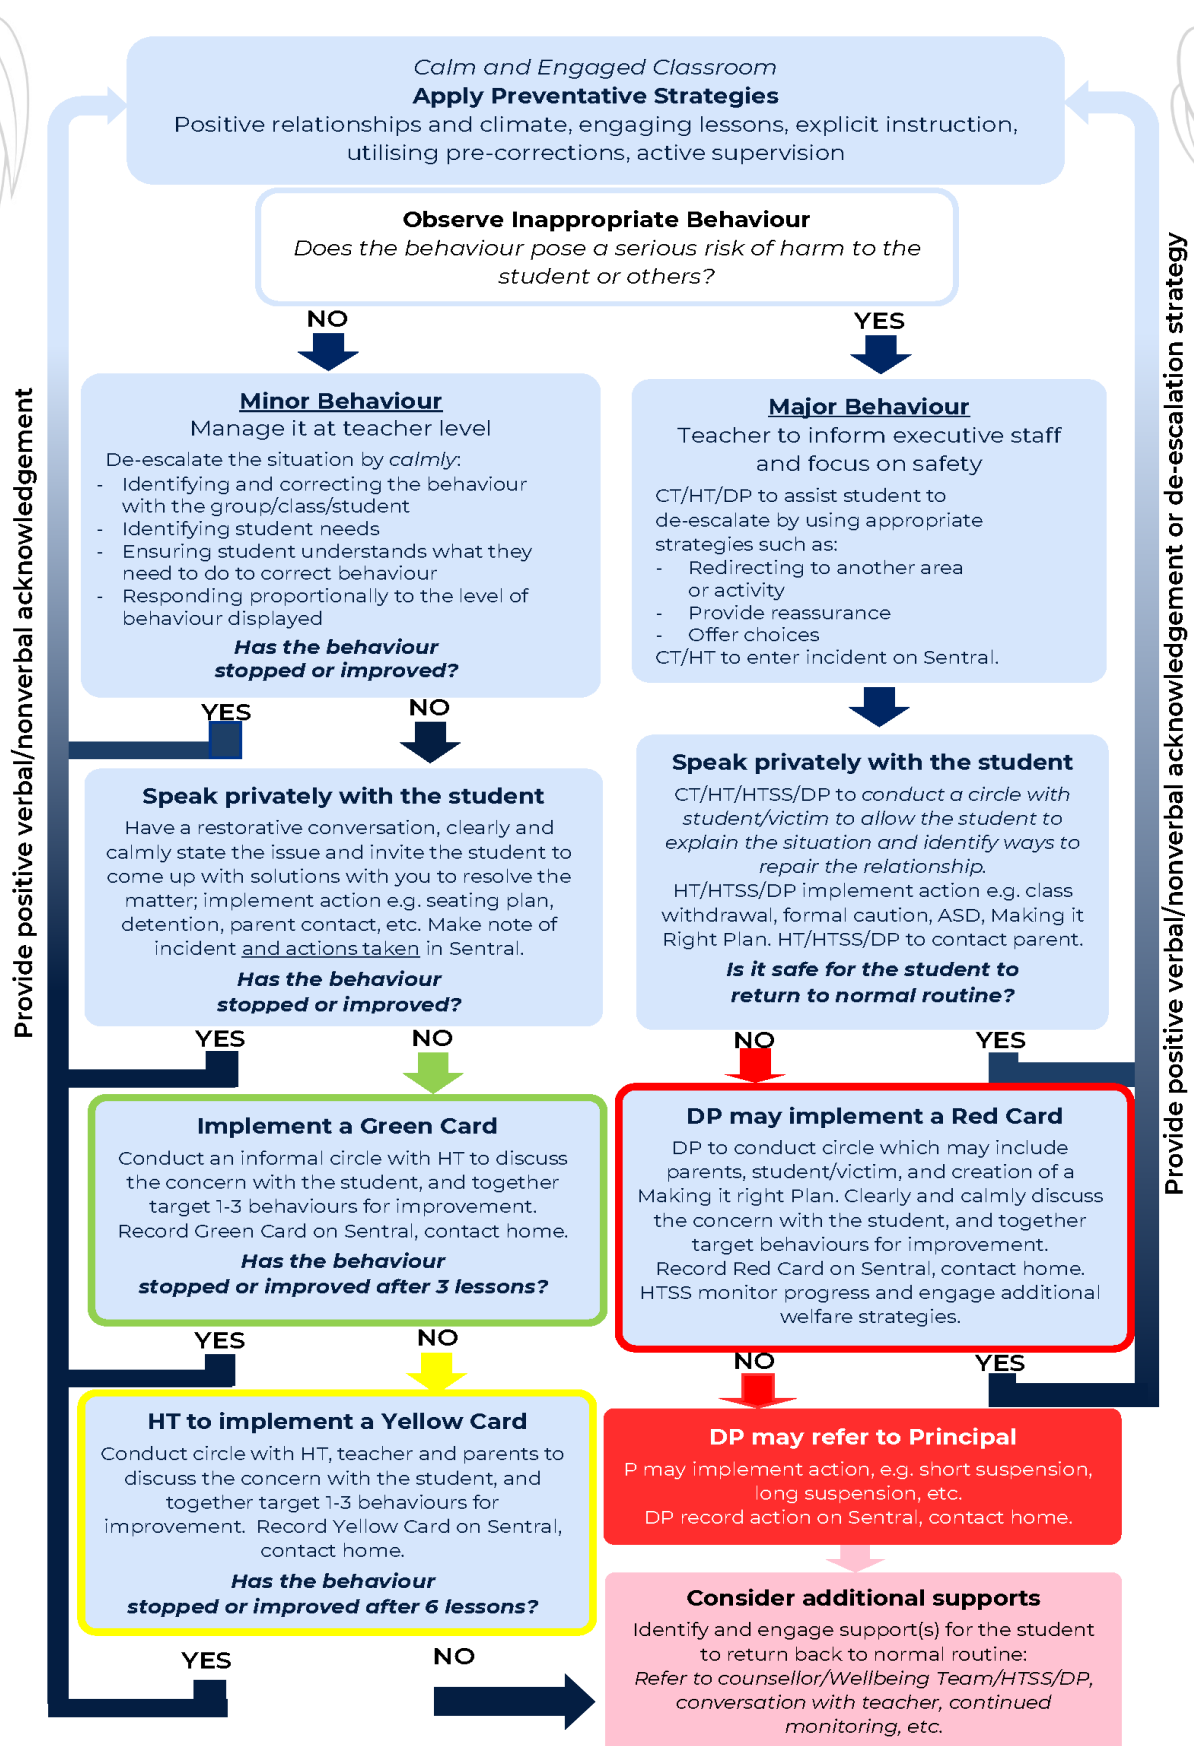 Calm and Engaged Classroom
Apply Preventative Strategies
Positive relationships and climate, engaging lessons, explicit instruction,
utilising pre-corrections, active supervision
Observe Inappropriate Behaviour
Does the behaviour pose a serious risk of harm to the
student or others?
NO
Minor Behaviour
Manage it at teacher level
De-escalate the situation by calmly:
- Identifying and correcting the behaviour
with the group/class/student
- Identifying student needs
- Ensuring student understands what they
need to do to correct behaviour
- Responding proportionally to the level of
behaviour displayed
Has the behaviour
stopped or improved?
YES
NO
Speak privately with the student
Have a restorative conversation, clearly and
calmly state the issue and invite the student to
come up with solutions with you to resolve the
matter; implement action e.g. seating plan,
detention, parent contact, etc. Make note of
incident and actions taken in Sentral.
Has the behaviour
stopped or improved?
YES
NO
Implement a Green Card
Conduct an informal circle with HT to discuss
the concern with the student, and together
target 1-3 behaviours for improvement.
Record Green Card on Sentral, contact home.
Has the behaviour
stopped or improved after 3 lessons?
YES
NO
HT to implement a Yellow Card
Conduct circle with HT, teacher and parents to
discuss the concern with the student, and
together target 1-3 behaviours for
improvement. Record Yellow Card on Sentral,
contact home.
Has the behaviour
stopped or improved after 6 lessons?
YES
NO
YES
Major Behaviour
Teacher to inform executive staff
and focus on safety
CT/HT/DP to assist student to
de-escalate by using appropriate
strategies such as:
- Redirecting to another area
or activity
- Provide reassurance
- Offer choices
CT/HT to enter incident on Sentral.
Speak privately with the student
CT/HT/HTSS/DP to conduct a circle with
student/victim to allow the student to
explain the situation and identify ways to
repair the relationship.
HT/HTSS/DP implement action e.g. class
withdrawal, formal caution, ASD, Making it
Right Plan. HT/HTSS/DP to contact parent.
Is it safe for the student to
return to normal routine?
NO
YES
DP may implement a Red Card
DP to conduct circle which may include
parents, student/victim, and creation of a
Making it right Plan. Clearly and calmly discuss
the concern with the student, and together
target behaviours for improvement.
Record Red Card on Sentral, contact home.
HTSS monitor progress and engage additional
welfare strategies.
NO
YES
DP may refer to Principal
P may implement action, e.g. short suspension,
long suspension, etc.
DP record action on Sentral, contact home.
Consider additional supports
Identify and engage support(s) for the student
to return back to normal routine:
Refer to counsellor/Wellbeing Team/HTSS/DP,
conversation with teacher, continued
monitoring, etc.
Provide positive verbal/nonverbal acknowledgement
Provide positive verbal/nonverbal acknowledgement or de-escalation strategy